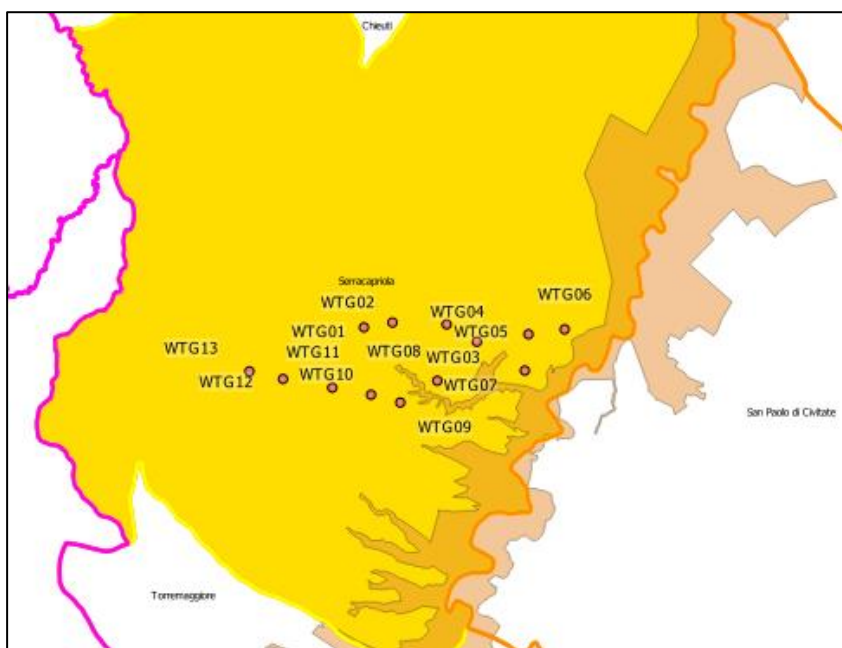 Chieuti
Serracapriola
WTG06
WTG02
WTG04
WTG01
WTG05
WTG13
WTG11
WTG08
WTG03
WTG12
WTG10
WTG07
WTG09
San Paolo di Civitate
Torremaggiore